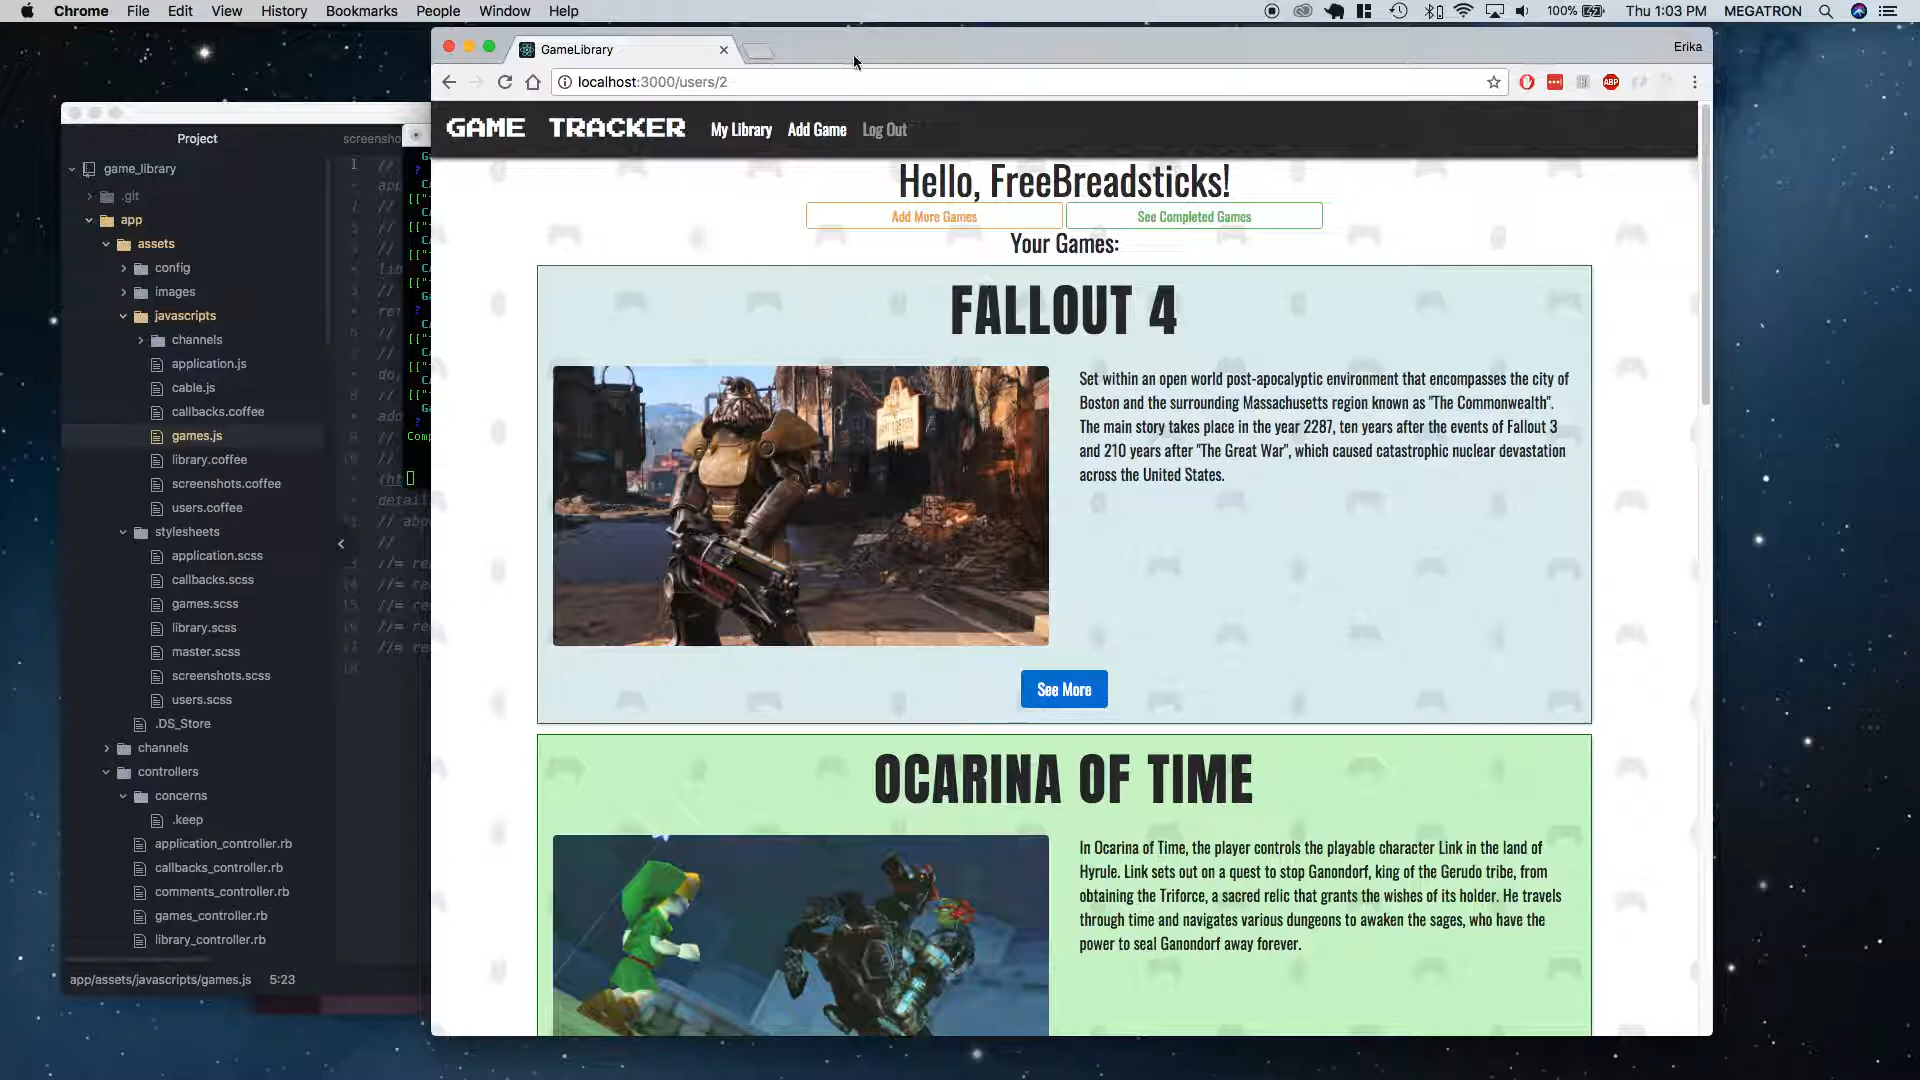 Chrome File Edit View History Bookmarks People Window Help
100% Thu 1:03 PM MEGATRON
GameLibrary
Erika
localhost:3000/users/2
ABP
GAME TRACKER My Library Add Game Log Out
Hello, FreeBreadsticks!
Add More Games See Completed Games
Your Games:
FALLOUT 4
Set within an open world post-apocalyptic environment that encompasses the city of
Boston and the surrounding Massachusetts region known as "The Commonwealth".
The main story takes place in the year 2287, ten years after the events of Fallout 3
and 210 years after "The Great War", which caused catastrophic nuclear devastation
across the United States.
See More
OCARINA OF TIME
In Ocarina of Time, the player controls the playable character Link in the land of
Hyrule. Link sets out on a quest to stop Ganondorf, king of the Gerudo tribe, from
obtaining the Triforce, a sacred relic that grants the wishes of its holder. He travels
through time and navigates various dungeons to awaken the sages, who have the
power to seal Ganondorf away forever.
Project
screensho
game_library
.git
app
assets
config
images
javascripts
channels
application.js
cable.js
callbacks.coffee
games.js
library.coffee
screenshots.coffee
users.coffee
stylesheets
application.scss
callbacks.scss
games.scss
library.scss
master.scss
screenshots.scss
users.scss
.DS_Store
channels
controllers
concerns
.keep
application_controller.rb
callbacks_controller.rb
comments_controller.rb
games_controller.rb
library_controller.rb
app/assets/javascripts/games.js 5:23